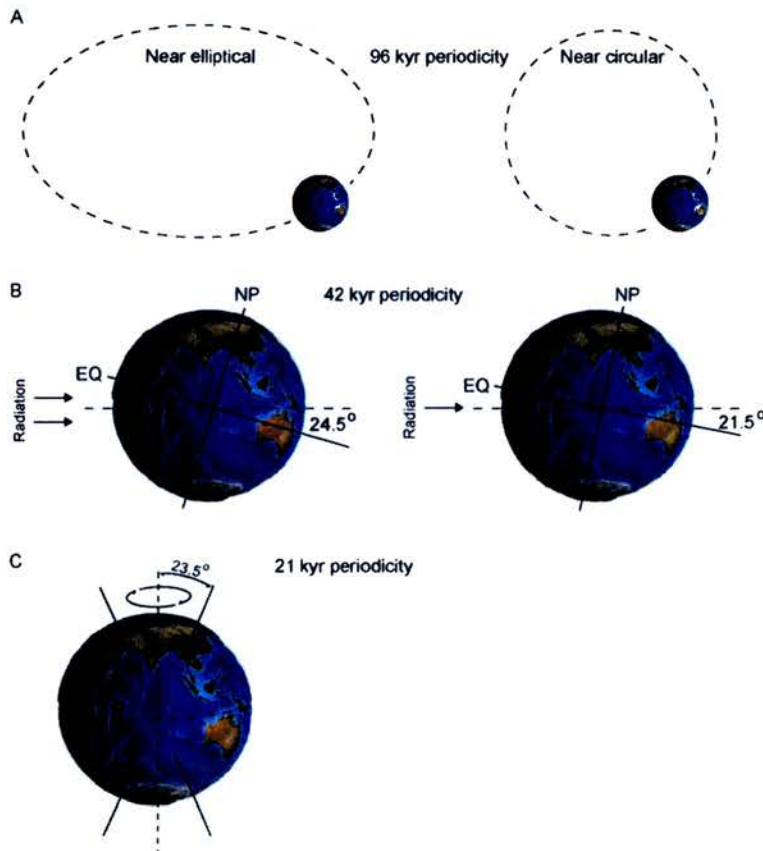 A
Near elliptical
96 kyr periodicity
Near circular
B
42 kyr periodicity
NP
NP
EQ
EQ
Radiation
Radiation
24.5°
21.5°
C
21 kyr periodicity
23.5°